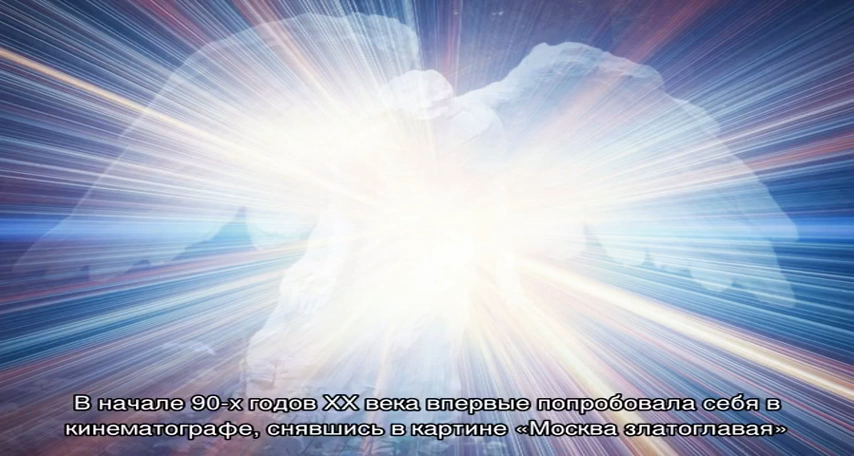 В начале 90-х годов XX века впервые попробовала себя в
кинематографе, снявшись в картине «Москва златоглавая»